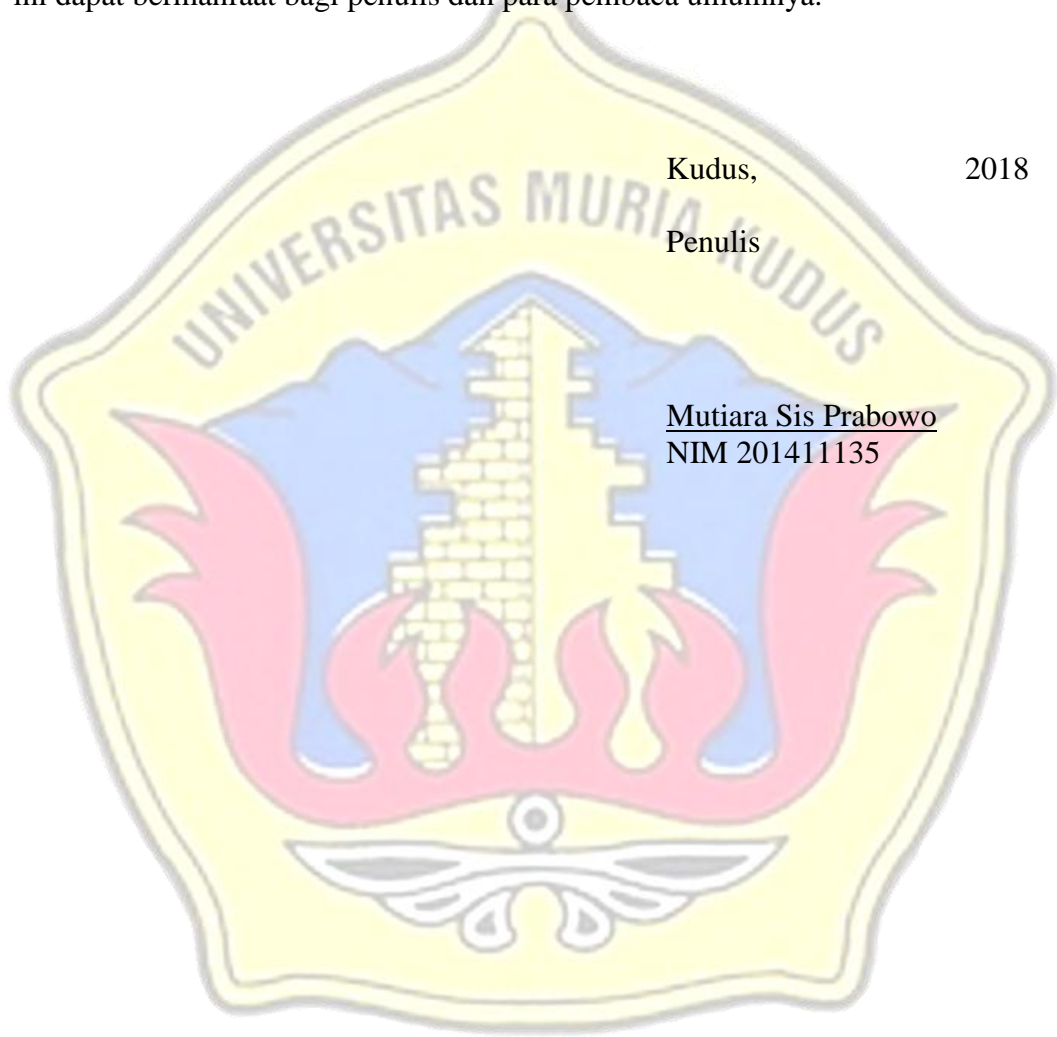 ini dapat bermanfaat bagi penulis dan para pembaca umumnya.
Kudus, 2018
Penulis
Mutiara Sis Prabowo
NIM 201411135
UNIVERSITAS MURIA KUDUS